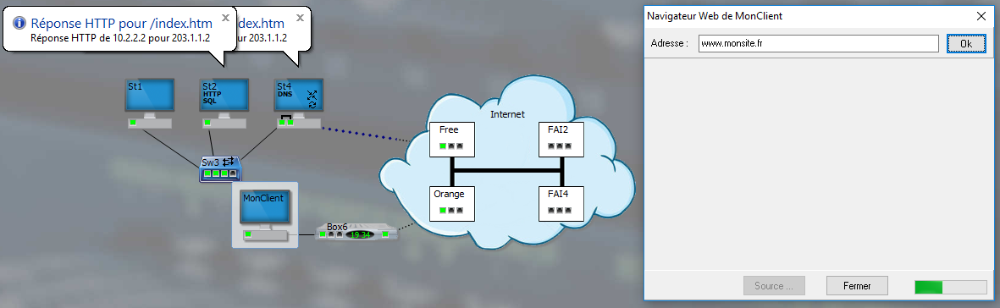 Réponse HTTP pour /index.htm
Réponse HTTP de 10.2.2.2 pour 203.1.1.2
dex.htm
ur 203.1.1.2
St1
St2
HTTP
SQL
St4
DNS
Sw3
MonClient
Box6
19 34
Internet
Free
FAI2
Orange
FAI4
Navigateur Web de MonClient
Adresse :
www.monsite.fr
Ok
Source ...
Fermer